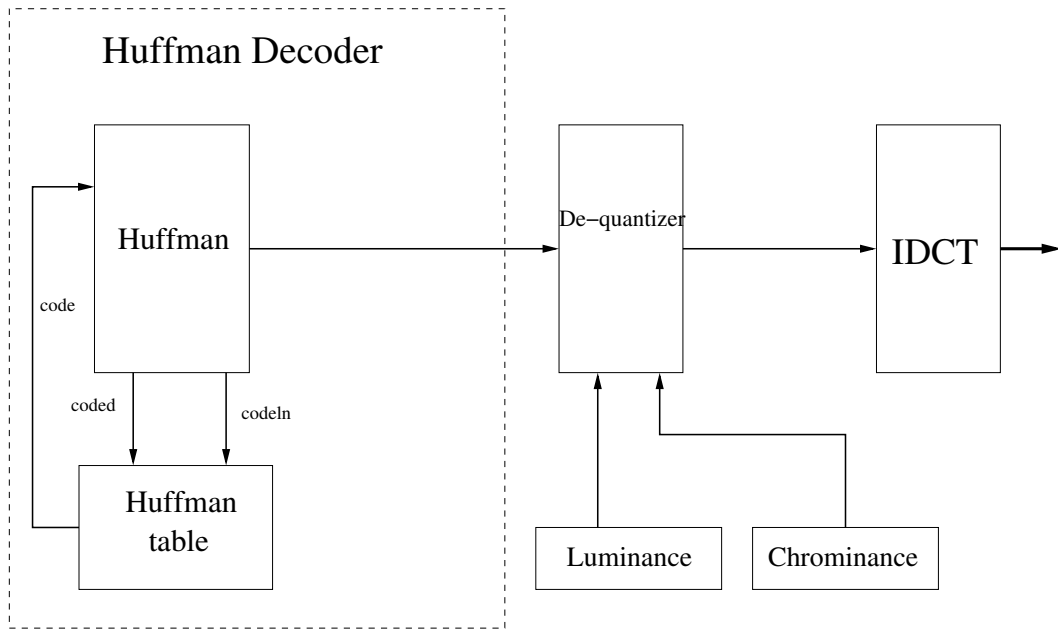 Huffman Decoder
Huffman
De−quantizer
IDCT
code
coded
codeln
Huffman
table
Luminance
Chrominance